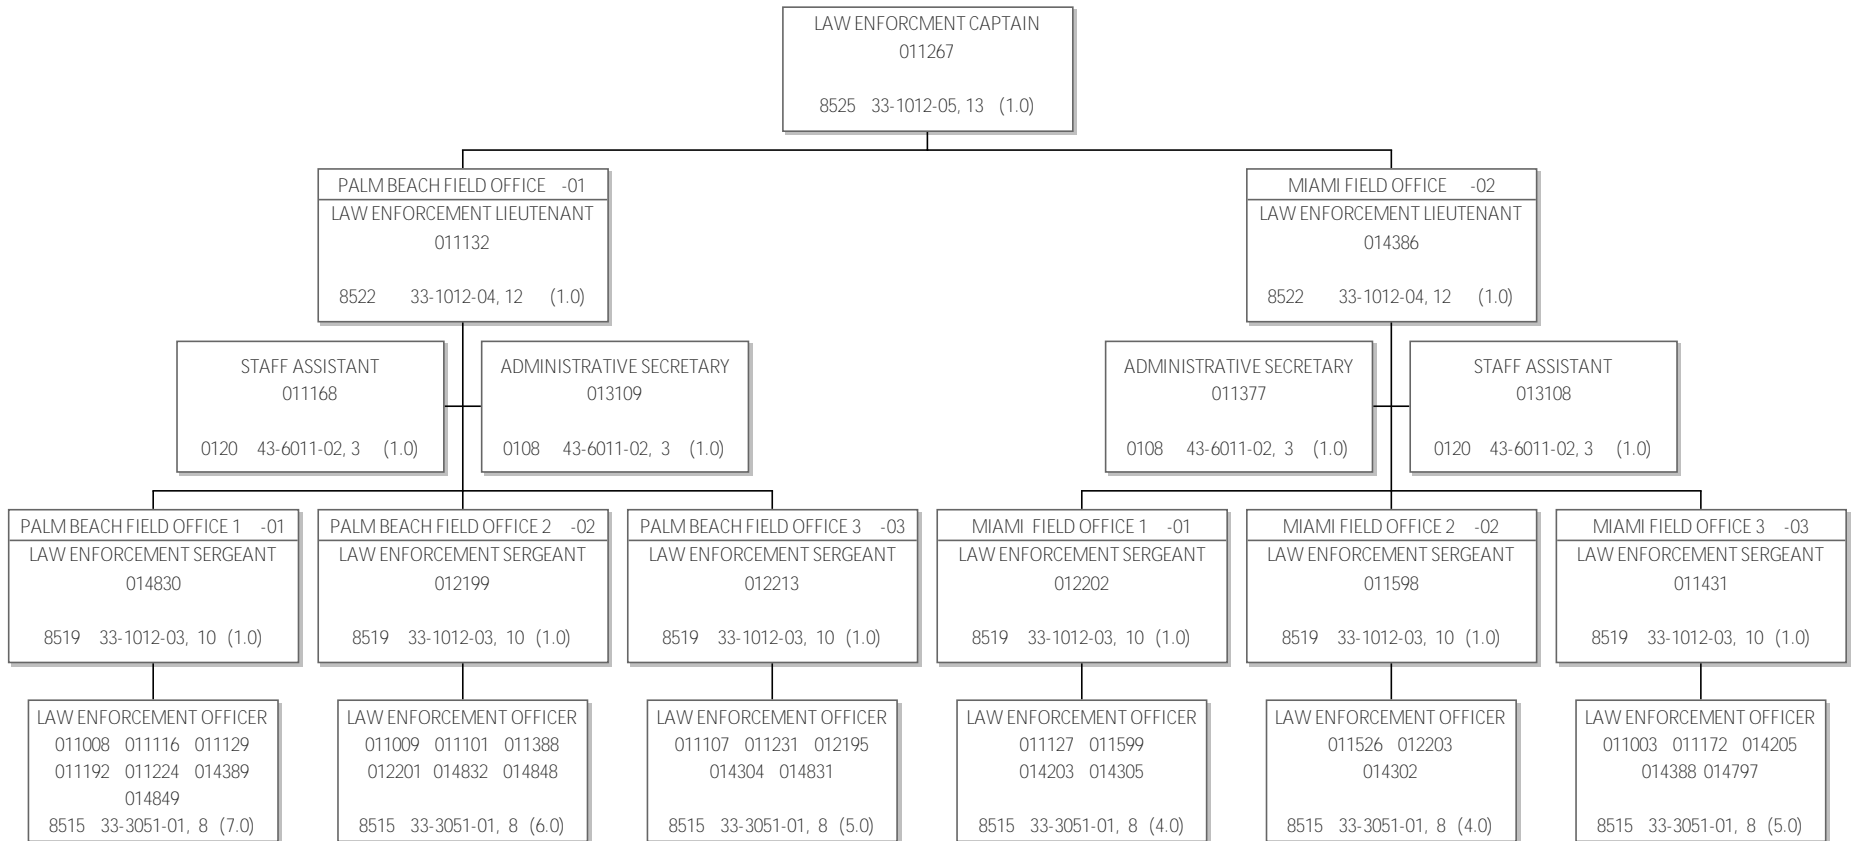 LAW ENFORCMENT CAPTAIN
011267
8525 33-1012-05, 13 (1.0)
PALM BEACH FIELD OFFICE -01
LAW ENFORCEMENT LIEUTENANT
011132
8522 33-1012-04, 12 (1.0)
MIAMI FIELD OFFICE -02
LAW ENFORCEMENT LIEUTENANT
014386
8522 33-1012-04, 12 (1.0)
STAFF ASSISTANT
011168
0120 43-6011-02, 3 (1.0)
ADMINISTRATIVE SECRETARY
013109
0108 43-6011-02, 3 (1.0)
ADMINISTRATIVE SECRETARY
011377
0108 43-6011-02, 3 (1.0)
STAFF ASSISTANT
013108
0120 43-6011-02, 3 (1.0)
PALM BEACH FIELD OFFICE 1 -01
LAW ENFORCEMENT SERGEANT
014830
8519 33-1012-03, 10 (1.0)
PALM BEACH FIELD OFFICE 2 -02
LAW ENFORCEMENT SERGEANT
012199
8519 33-1012-03, 10 (1.0)
PALM BEACH FIELD OFFICE 3 -03
LAW ENFORCEMENT SERGEANT
012213
8519 33-1012-03, 10 (1.0)
MIAMI FIELD OFFICE 1 -01
LAW ENFORCEMENT SERGEANT
012202
8519 33-1012-03, 10 (1.0)
MIAMI FIELD OFFICE 2 -02
LAW ENFORCEMENT SERGEANT
011598
8519 33-1012-03, 10 (1.0)
MIAMI FIELD OFFICE 3 -03
LAW ENFORCEMENT SERGEANT
011431
8519 33-1012-03, 10 (1.0)
LAW ENFORCEMENT OFFICER
011008 011116 011129
011192 011224 014389
014849
8515 33-3051-01, 8 (7.0)
LAW ENFORCEMENT OFFICER
011009 011101 011388
012201 014832 014848
8515 33-3051-01, 8 (6.0)
LAW ENFORCEMENT OFFICER
011107 011231 012195
014304 014831
8515 33-3051-01, 8 (5.0)
LAW ENFORCEMENT OFFICER
011127 011599
014203 014305
8515 33-3051-01, 8 (4.0)
LAW ENFORCEMENT OFFICER
011526 012203
014302
8515 33-3051-01, 8 (4.0)
LAW ENFORCEMENT OFFICER
011003 011172 014205
014388 014797
8515 33-3051-01, 8 (5.0)